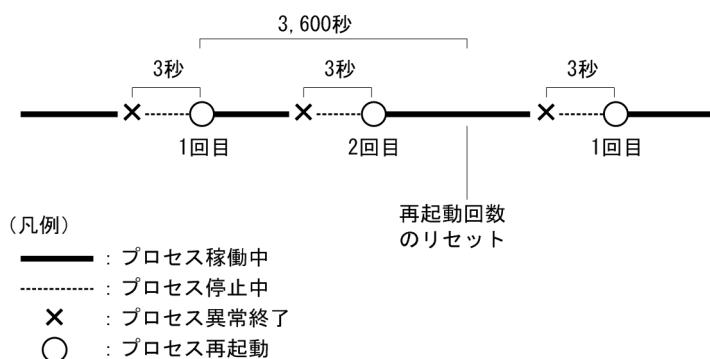 3,600秒
3秒
3秒
3秒
1回目
2回目
1回目
再起動回数
のリセット
（凡例）
：プロセス稼働中
：プロセス停止中
：プロセス異常終了
：プロセス再起動